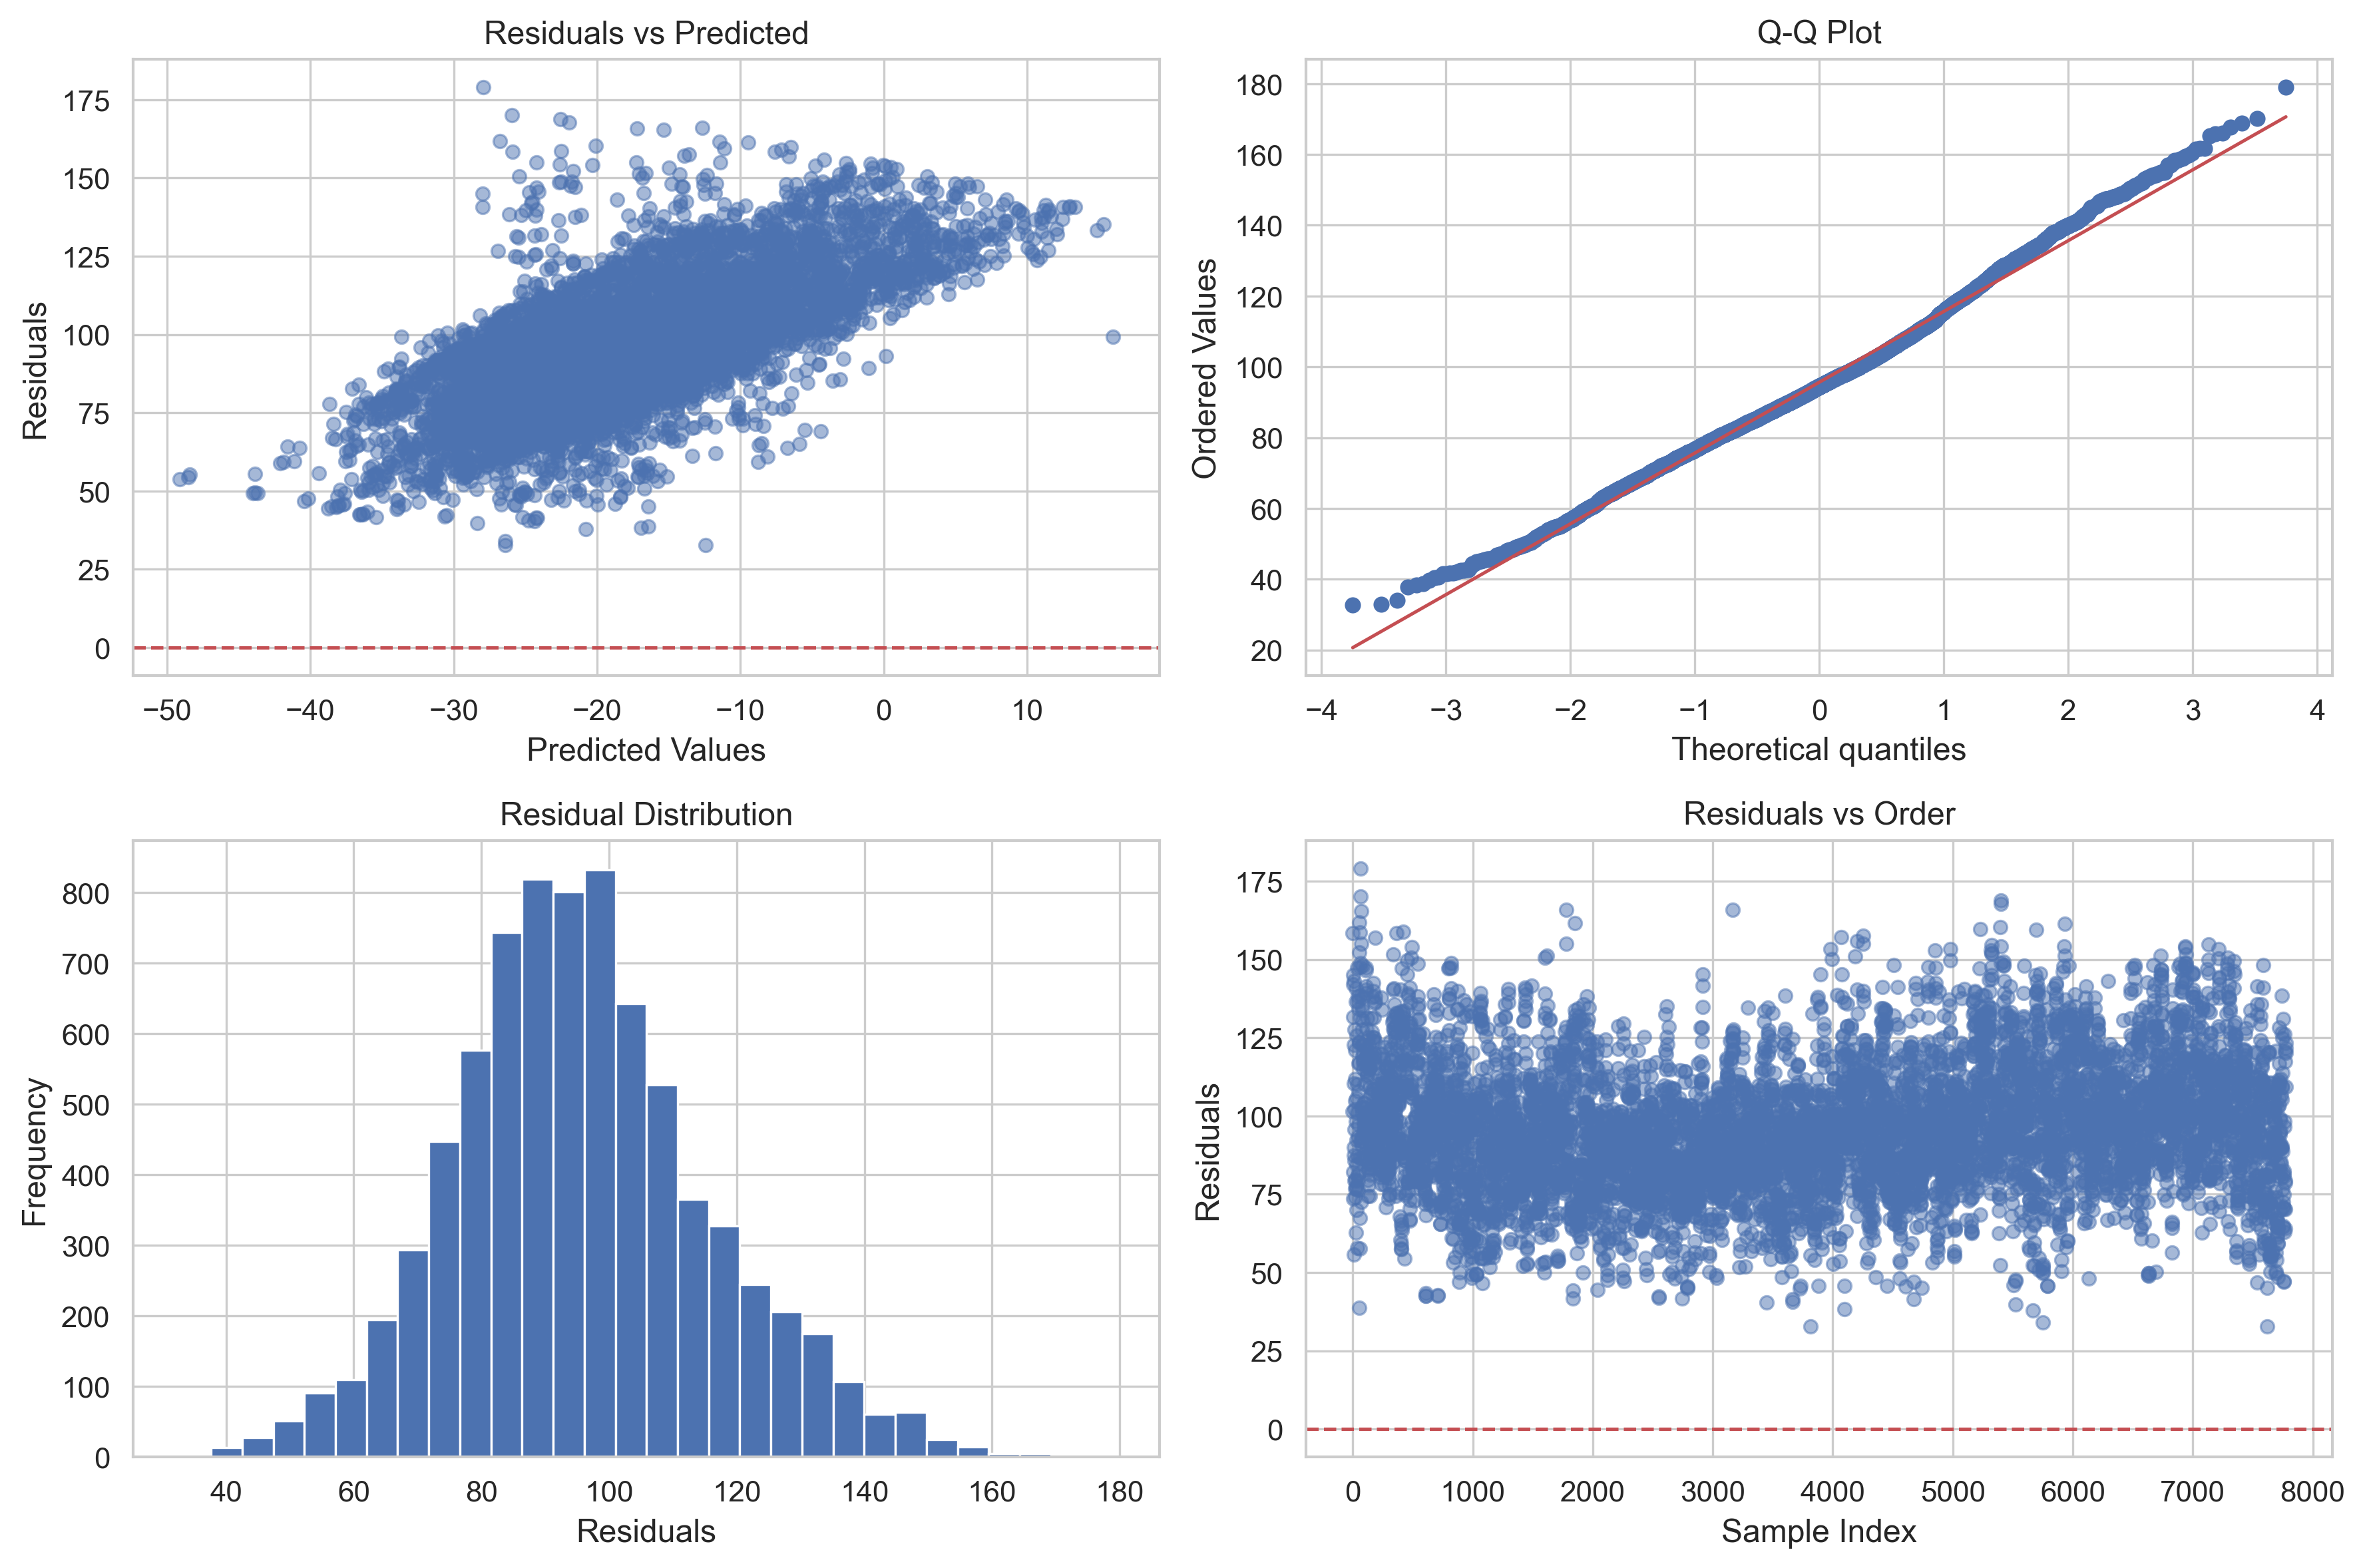 Residuals vs Predicted
175
150
125
100
75
50
25
0
Residuals
−50 −40 −30 −20 −10 0 10
Predicted Values
Q-Q Plot
180
160
140
120
100
80
60
40
20
Ordered Values
−4 −3 −2 −1 0 1 2 3 4
Theoretical quantiles
Residual Distribution
800
700
600
500
400
300
200
100
0
Frequency
40 60 80 100 120 140 160 180
Residuals
Residuals vs Order
175
150
125
100
75
50
25
0
Residuals
0 1000 2000 3000 4000 5000 6000 7000 8000
Sample Index